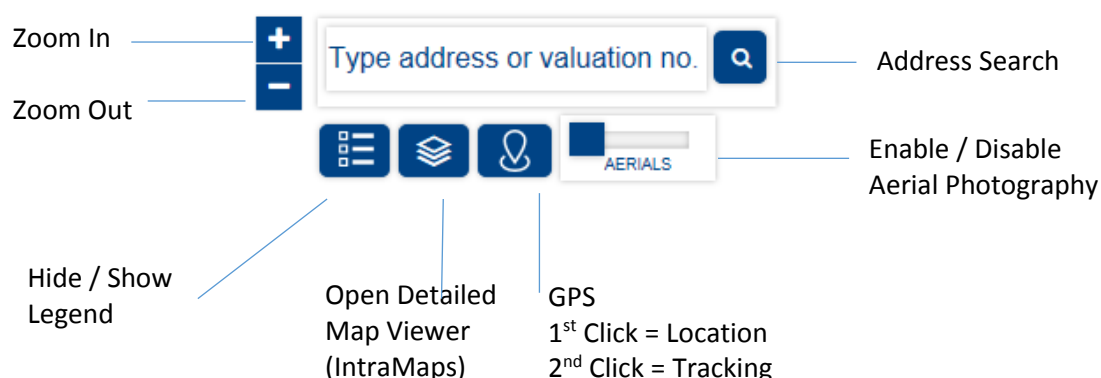 Zoom In
Zoom Out
Type address or valuation no.
Address Search
AERIALS
Enable / Disable
Aerial Photography
Hide / Show
Legend
Open Detailed
Map Viewer
(IntraMaps)
GPS
1st Click = Location
2nd Click = Tracking